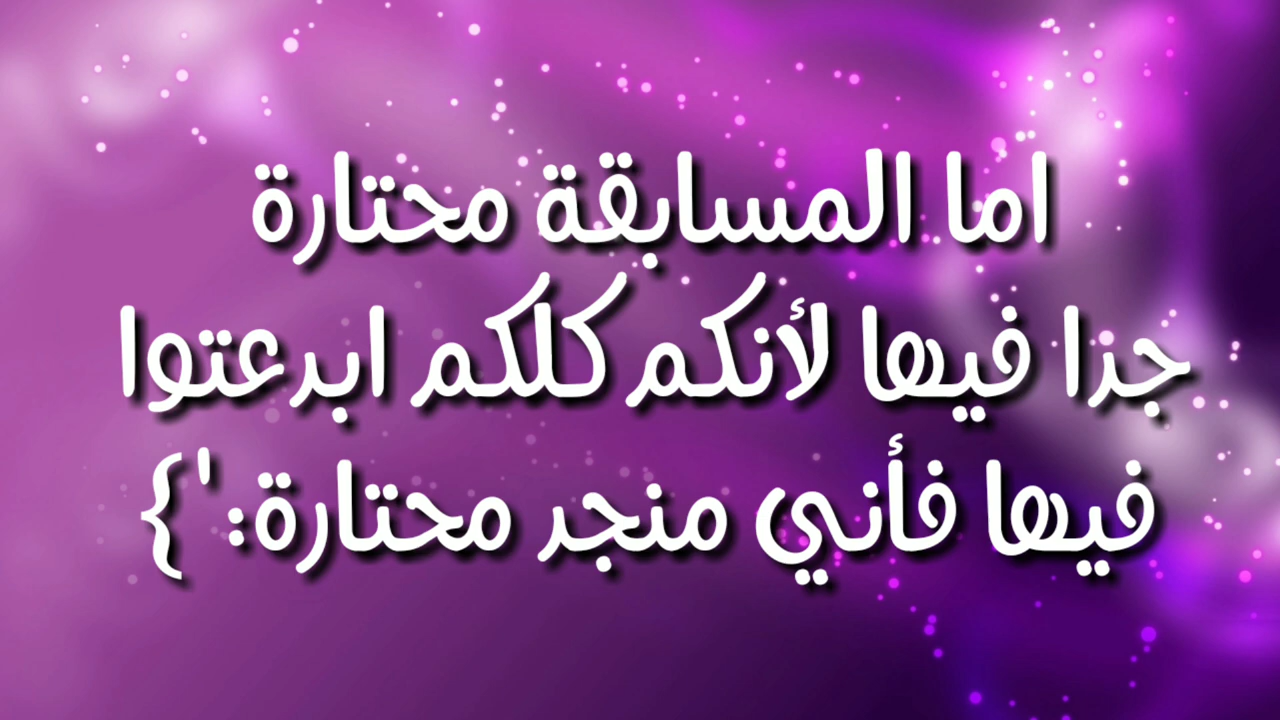 اما المسابقة محتارة
جدا فيها لأنكم كلكم ابدعتوا
فيها فأني منجد محتارة:'}